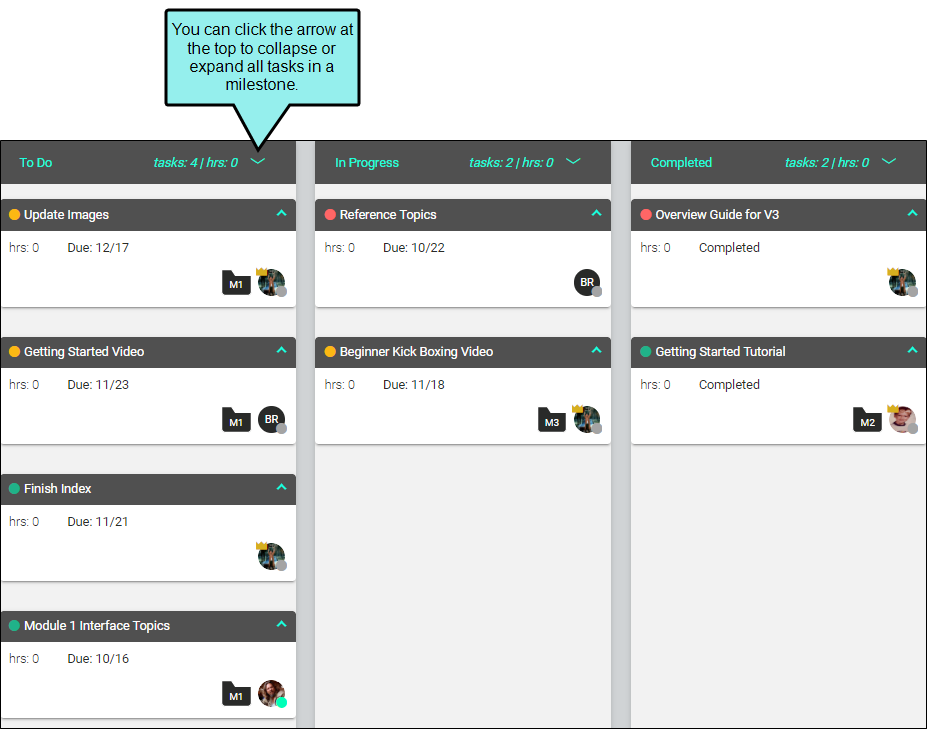 You can click the arrow at
the top to collapse or
expand all tasks in a
milestone.
To Do tasks: 4 | hrs: 0
Update Images
hrs: 0 Due: 12/17
M1
Getting Started Video
hrs: 0 Due: 11/23
M1 BR
Finish Index
hrs: 0 Due: 11/21
Module 1 Interface Topics
hrs: 0 Due: 10/16
M1
In Progress tasks: 2 | hrs: 0
Reference Topics
hrs: 0 Due: 10/22
BR
Beginner Kick Boxing Video
hrs: 0 Due: 11/18
M3
Completed tasks: 2 | hrs: 0
Overview Guide for V3
hrs: 0 Completed
Getting Started Tutorial
hrs: 0 Completed
M2